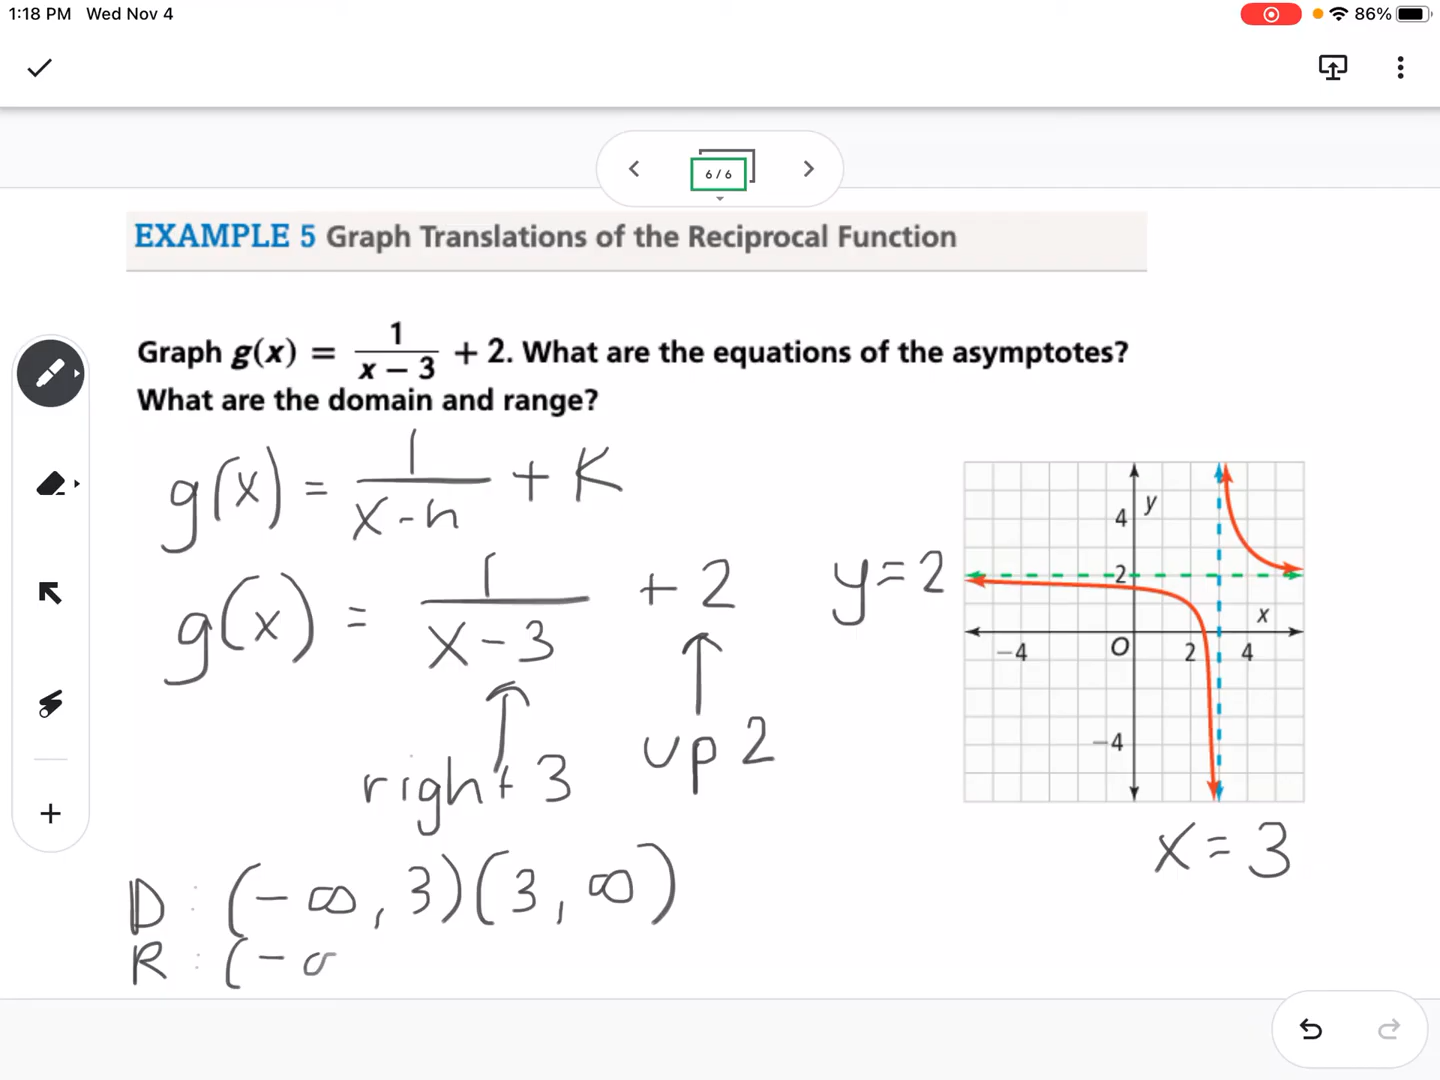 1:18 PM Wed Nov 4
86%
6 / 6
EXAMPLE 5 Graph Translations of the Reciprocal Function
Graph g(x) = 1/(x − 3) + 2. What are the equations of the asymptotes?
What are the domain and range?
g(x) = 1/(x-h) + K
g(x) = 1/(x-3) + 2
right 3
up 2
y=2
y
4
2
x
−4
O
2
4
−4
x=3
D : (-∞, 3)(3, ∞)
R : (-